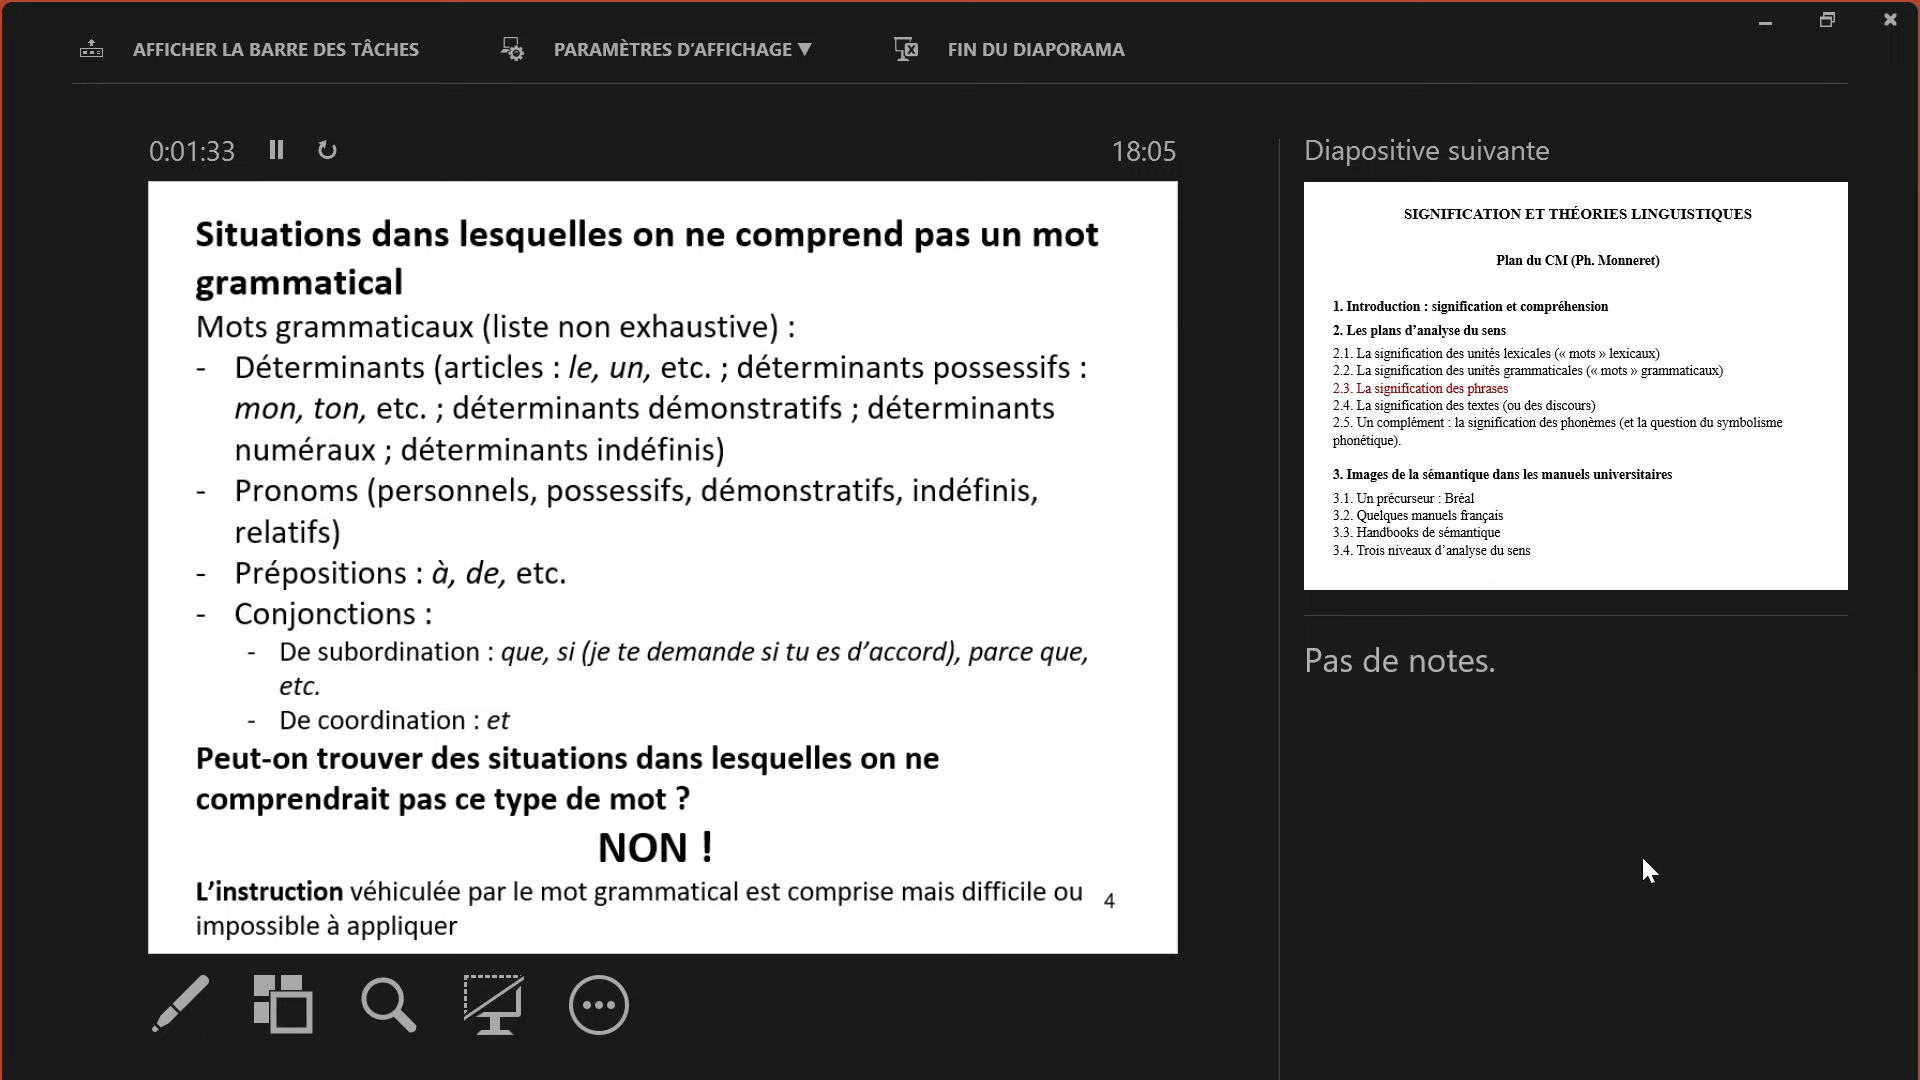 AFFICHER LA BARRE DES TÂCHES
PARAMÈTRES D'AFFICHAGE ▼
FIN DU DIAPORAMA
0:01:33
18:05
Situations dans lesquelles on ne comprend pas un mot
grammatical
Mots grammaticaux (liste non exhaustive) :
- Déterminants (articles : le, un, etc. ; déterminants possessifs :
mon, ton, etc. ; déterminants démonstratifs ; déterminants
numéraux ; déterminants indéfinis)
- Pronoms (personnels, possessifs, démonstratifs, indéfinis,
relatifs)
- Prépositions : à, de, etc.
- Conjonctions :
- De subordination : que, si (je te demande si tu es d'accord), parce que,
etc.
- De coordination : et
Peut-on trouver des situations dans lesquelles on ne
comprendrait pas ce type de mot ?
NON !
L'instruction véhiculée par le mot grammatical est comprise mais difficile ou
impossible à appliquer
4
Diapositive suivante
SIGNIFICATION ET THÉORIES LINGUISTIQUES
Plan du CM (Ph. Monneret)
1. Introduction : signification et compréhension
2. Les plans d'analyse du sens
2.1. La signification des unités lexicales (« mots » lexicaux)
2.2. La signification des unités grammaticales (« mots » grammaticaux)
2.3. La signification des phrases
2.4. La signification des textes (ou des discours)
2.5. Un complément : la signification des phonèmes (et la question du symbolisme
phonétique).
3. Images de la sémantique dans les manuels universitaires
3.1. Un précurseur : Bréal
3.2. Quelques manuels français
3.3. Handbooks de sémantique
3.4. Trois niveaux d'analyse du sens
Pas de notes.